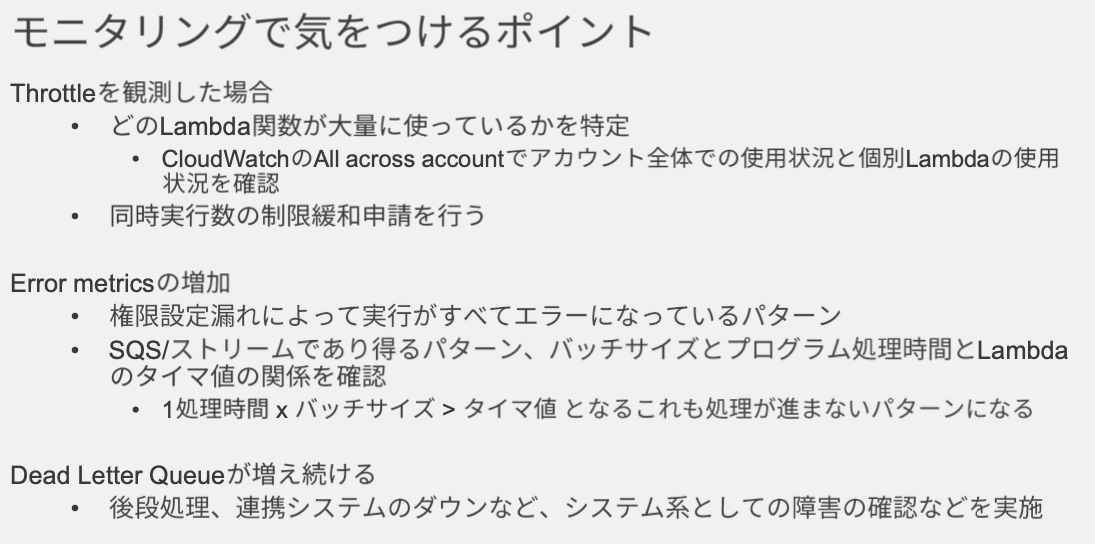 モニタリングで気をつけるポイント
Throttleを観測した場合
• どのLambda関数が大量に使っているかを特定
• CloudWatchのAll across accountでアカウント全体での使用状況と個別Lambdaの使用
状況を確認
• 同時実行数の制限緩和申請を行う
Error metricsの増加
• 権限設定漏れによって実行がすべてエラーになっているパターン
• SQS/ストリームであり得るパターン、バッチサイズとプログラム処理時間とLambda
のタイマ値の関係を確認
• 1処理時間 x バッチサイズ > タイマ値 となるこれも処理が進まないパターンになる
Dead Letter Queueが増え続ける
• 後段処理、連携システムのダウンなど、システム系としての障害の確認などを実施